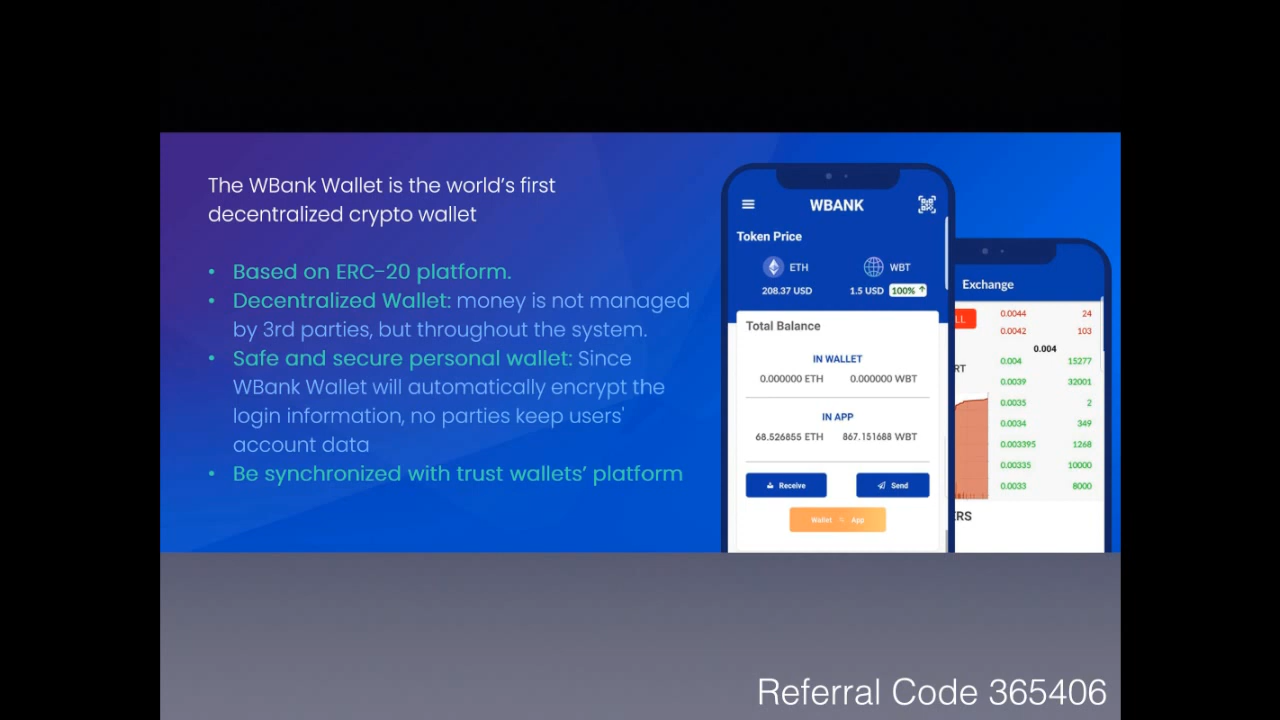 The WBank Wallet is the world's first
decentralized crypto wallet
• Based on ERC-20 platform.
• Decentralized Wallet: money is not managed
by 3rd parties, but throughout the system.
• Safe and secure personal wallet: Since
WBank Wallet will automatically encrypt the
login information, no parties keep users'
account data
• Be synchronized with trust wallets' platform
WBANK
Token Price
ETH WBT
208.37 USD 1.5 USD 100% ↑
Total Balance
IN WALLET
0.000000 ETH 0.000000 WBT
IN APP
68.526855 ETH 867.151688 WBT
Receive Send
Wallet App
Exchange
LL 0.0044 24
0.0042 103
0.004
RT 0.004 15277
0.0039 32001
0.0035 2
0.0034 349
0.003395 1268
0.00335 10000
0.0033 8000
ERS
Referral Code 365406